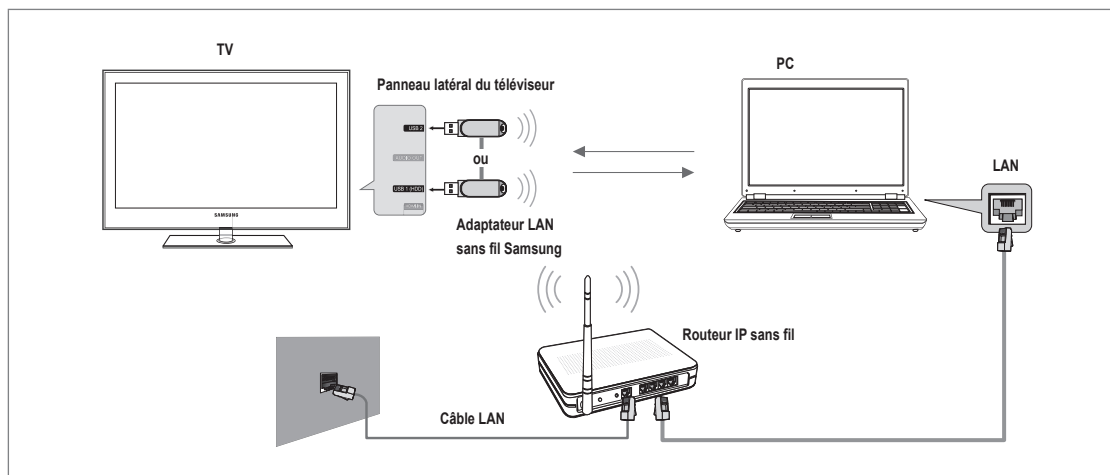 TV
PC
Panneau latéral du téléviseur
USB 2
ou
USB 1 (HDD)
LAN
SAMSUNG
Adaptateur LAN
sans fil Samsung
Routeur IP sans fil
Câble LAN